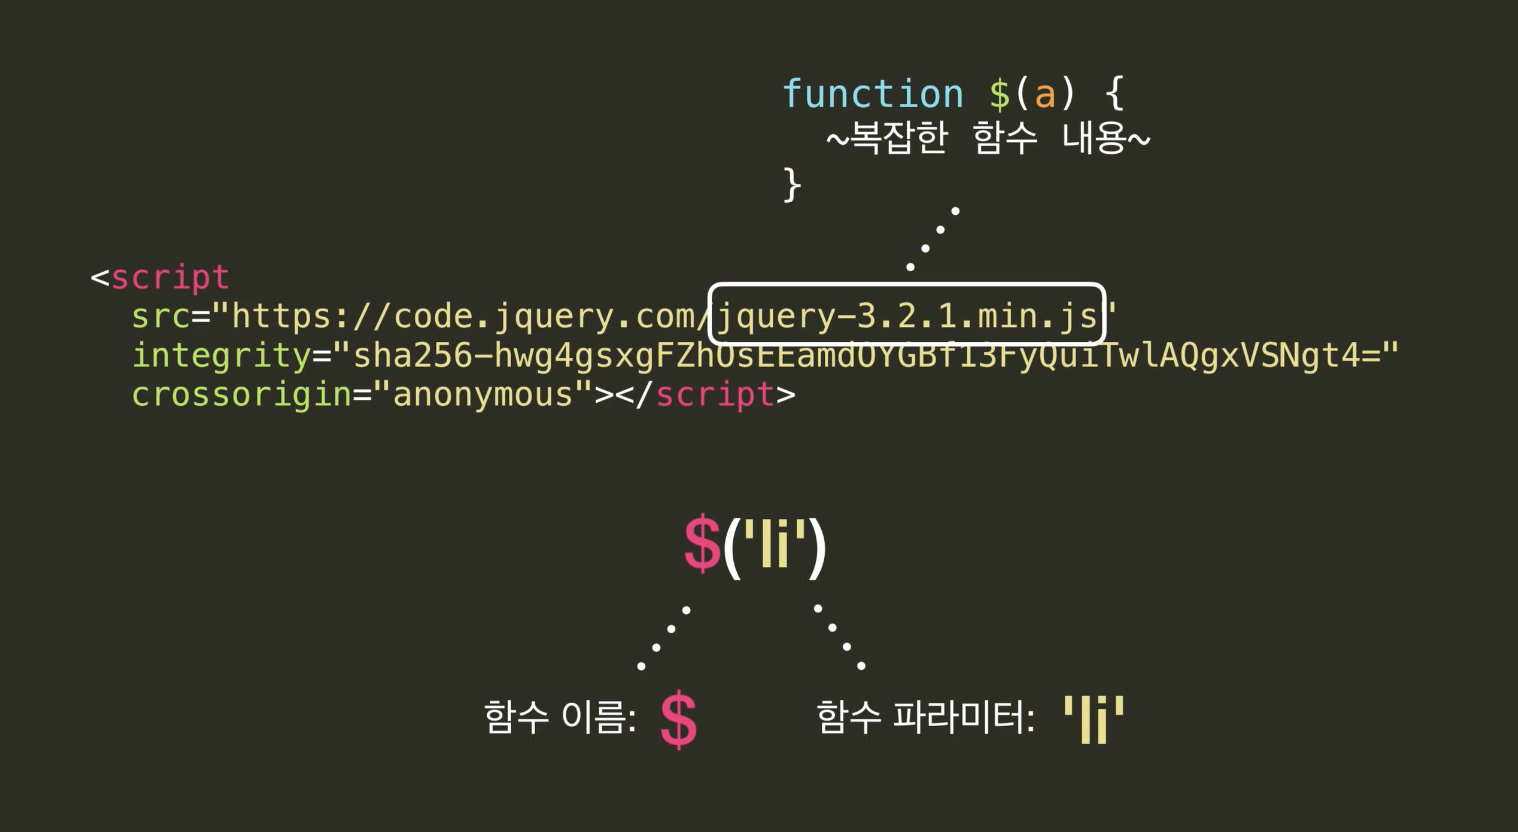 function $(a) {
~복잡한 함수 내용~
}
<script
src="https://code.jquery.com/jquery-3.2.1.min.js"
integrity="sha256-hwg4gsxgFZhOsEEamdOYGBf13FyQuiTwlAQgxVSNgt4="
crossorigin="anonymous"></script>
$('li')
함수 이름: $ 함수 파라미터: 'li'